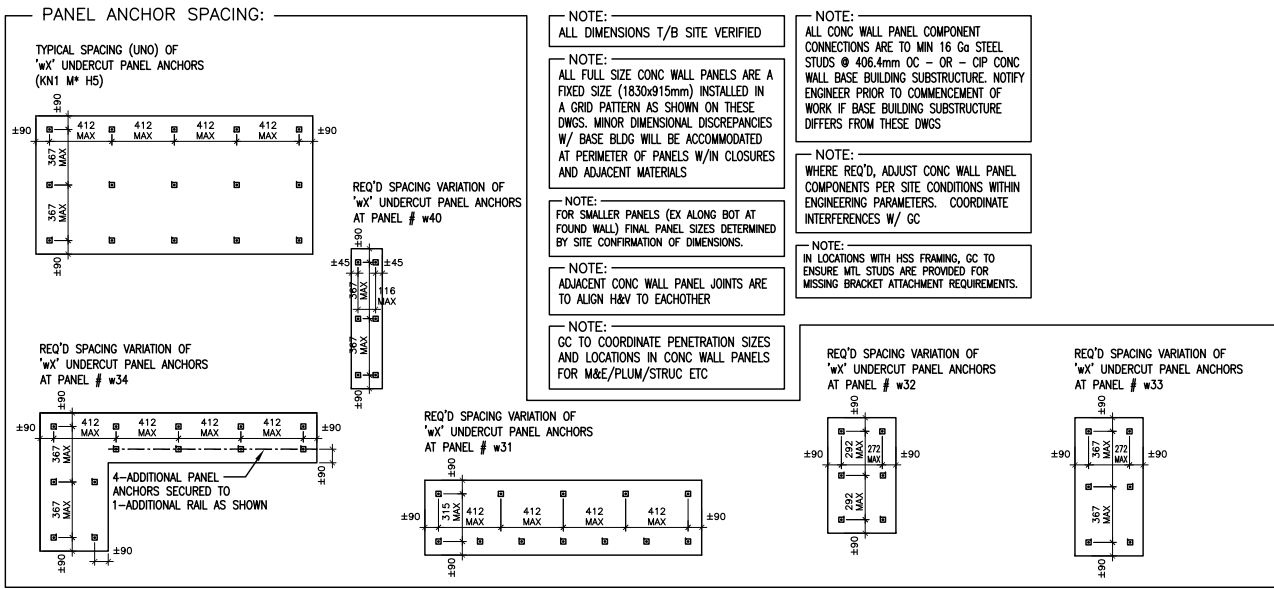 PANEL ANCHOR SPACING:
TYPICAL SPACING (UNO) OF
'wX' UNDERCUT PANEL ANCHORS
(KN1 M* H5)
±90
±90
412
MAX
412
MAX
412
MAX
412
MAX
±90
367
MAX
367
MAX
±90
REQ'D SPACING VARIATION OF
'wX' UNDERCUT PANEL ANCHORS
AT PANEL # w40
±90
±45
±45
367
MAX
116
MAX
367
MAX
±90
REQ'D SPACING VARIATION OF
'wX' UNDERCUT PANEL ANCHORS
AT PANEL # w34
±90
±90
412
MAX
412
MAX
412
MAX
412
MAX
±90
367
MAX
±90
4-ADDITIONAL PANEL
ANCHORS SECURED TO
1-ADDITIONAL RAIL AS SHOWN
367
MAX
±90
±90
REQ'D SPACING VARIATION OF
'wX' UNDERCUT PANEL ANCHORS
AT PANEL # w31
±90
±90
315
MAX
412
MAX
412
MAX
412
MAX
412
MAX
±90
±90
NOTE:
ALL DIMENSIONS T/B SITE VERIFIED
NOTE:
ALL FULL SIZE CONC WALL PANELS ARE A
FIXED SIZE (1830x915mm) INSTALLED IN
A GRID PATTERN AS SHOWN ON THESE
DWGS. MINOR DIMENSIONAL DISCREPANCIES
W/ BASE BLDG WILL BE ACCOMMODATED
AT PERIMETER OF PANELS W/IN CLOSURES
AND ADJACENT MATERIALS
NOTE:
FOR SMALLER PANELS (EX ALONG BOT AT
FOUND WALL) FINAL PANEL SIZES DETERMINED
BY SITE CONFIRMATION OF DIMENSIONS.
NOTE:
ADJACENT CONC WALL PANEL JOINTS ARE
TO ALIGN H&V TO EACHOTHER
NOTE:
GC TO COORDINATE PENETRATION SIZES
AND LOCATIONS IN CONC WALL PANELS
FOR M&E/PLUM/STRUC ETC
NOTE:
ALL CONC WALL PANEL COMPONENT
CONNECTIONS ARE TO MIN 16 Ga STEEL
STUDS @ 406.4mm OC - OR - CIP CONC
WALL BASE BUILDING SUBSTRUCTURE. NOTIFY
ENGINEER PRIOR TO COMMENCEMENT OF
WORK IF BASE BUILDING SUBSTRUCTURE
DIFFERS FROM THESE DWGS
NOTE:
WHERE REQ'D, ADJUST CONC WALL PANEL
COMPONENTS PER SITE CONDITIONS WITHIN
ENGINEERING PARAMETERS. COORDINATE
INTERFERENCES W/ GC
NOTE:
IN LOCATIONS WITH HSS FRAMING, GC TO
ENSURE MTL STUDS ARE PROVIDED FOR
MISSING BRACKET ATTACHMENT REQUIREMENTS.
REQ'D SPACING VARIATION OF
'wX' UNDERCUT PANEL ANCHORS
AT PANEL # w32
±90
±90
292
MAX
272
MAX
±90
292
MAX
±90
REQ'D SPACING VARIATION OF
'wX' UNDERCUT PANEL ANCHORS
AT PANEL # w33
±90
±90
367
MAX
272
MAX
±90
367
MAX
±90